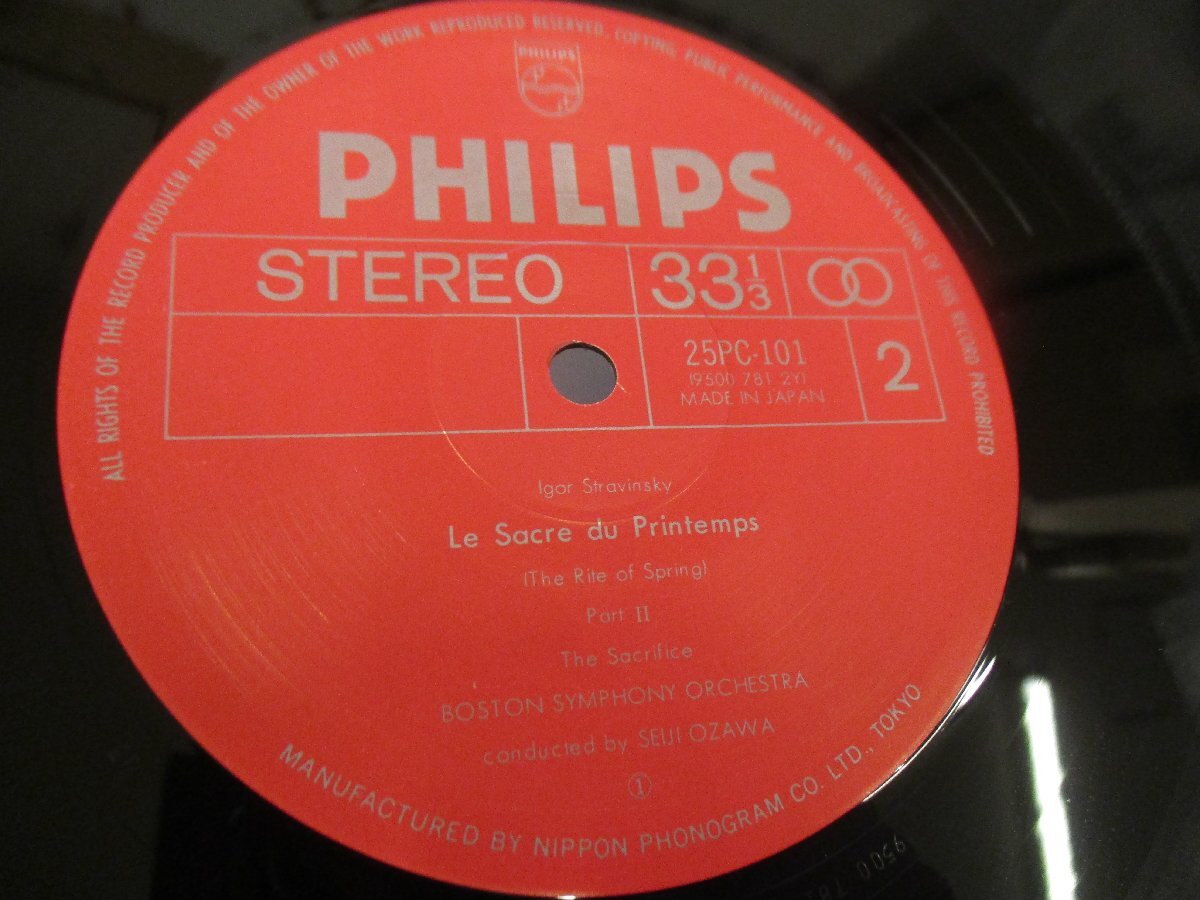 ALL RIGHTS OF THE RECORD PRODUCER AND OF THE OWNER OF THE WORK REPRODUCED RESERVED. COPYING, PUBLIC PERFORMANCE AND BROADCASTING OF THIS RECORD PROHIBITED
PHILIPS
PHILIPS
STEREO
33 1/3
25PC-101
(9500 781 2Y)
MADE IN JAPAN
2
Igor Stravinsky
Le Sacre du Printemps
(The Rite of Spring)
Part II
The Sacrifice
BOSTON SYMPHONY ORCHESTRA
conducted by SEIJI OZAWA
①
MANUFACTURED BY NIPPON PHONOGRAM CO. LTD., TOKYO
9500